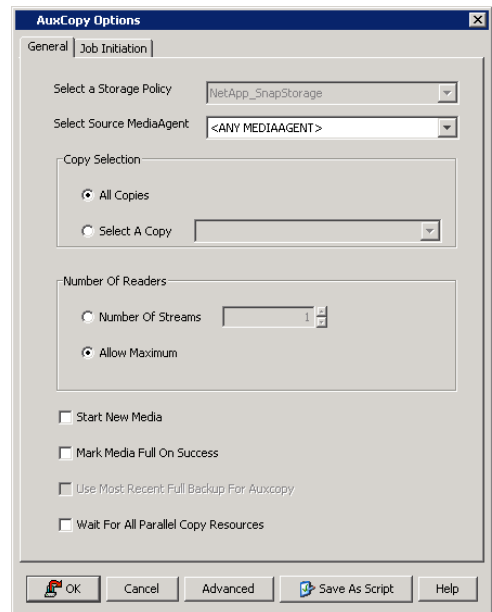 AuxCopy Options
General Job Initiation
Select a Storage Policy NetApp_SnapStorage
Select Source MediaAgent <ANY MEDIAAGENT>
Copy Selection
All Copies
Select A Copy
Number Of Readers
Number Of Streams 1
Allow Maximum
Start New Media
Mark Media Full On Success
Use Most Recent Full Backup For Auxcopy
Wait For All Parallel Copy Resources
OK Cancel Advanced Save As Script Help